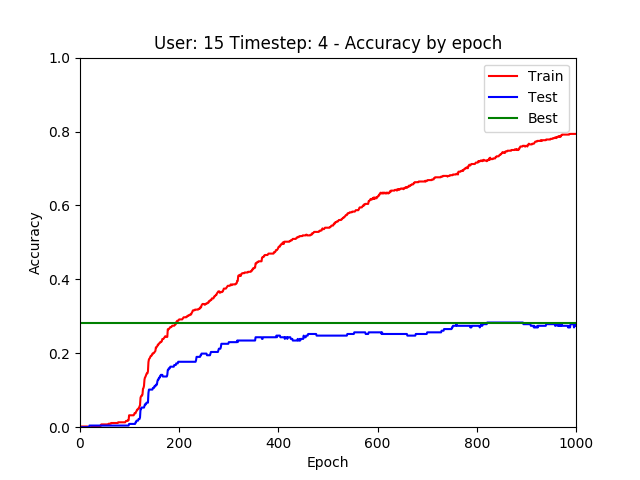 User: 15 Timestep: 4 - Accuracy by epoch
1.0
0.8
0.6
0.4
0.2
0.0
Accuracy
Train
Test
Best
0 200 400 600 800 1000
Epoch